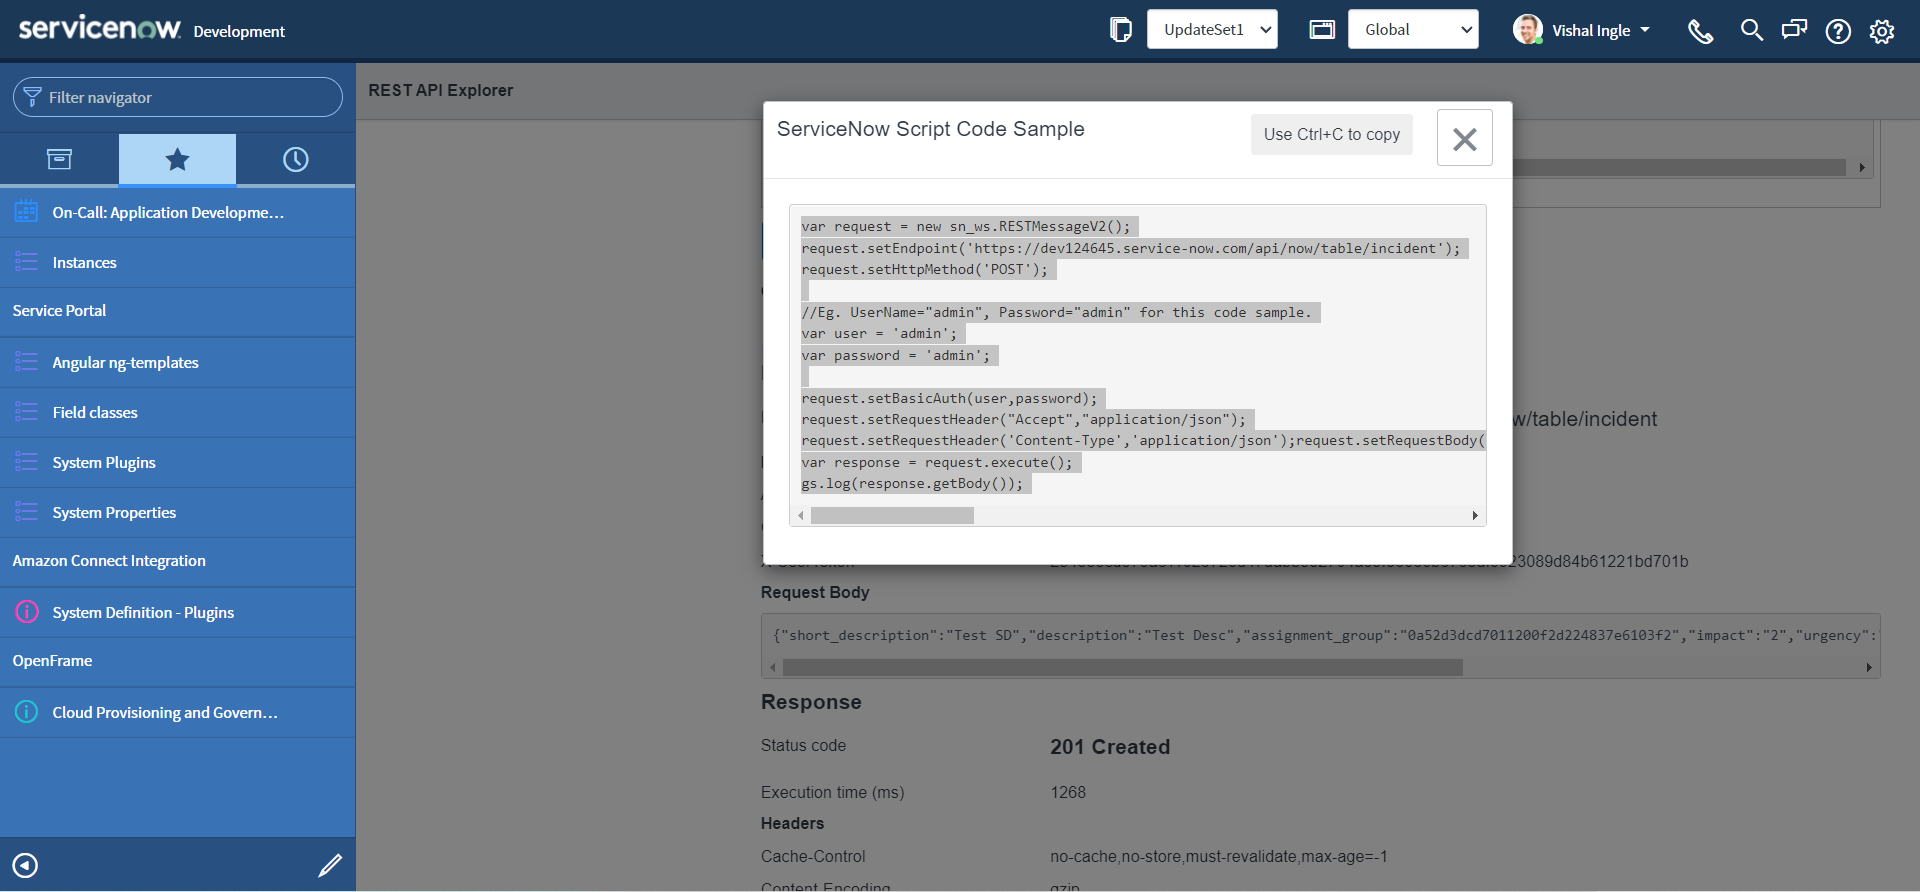 servicenow. Development
UpdateSet1
Global
Vishal Ingle
Filter navigator
On-Call: Application Developme…
Instances
Service Portal
Angular ng-templates
Field classes
System Plugins
System Properties
Amazon Connect Integration
System Definition - Plugins
OpenFrame
Cloud Provisioning and Govern…
REST API Explorer
ServiceNow Script Code Sample
Use Ctrl+C to copy
var request = new sn_ws.RESTMessageV2();
request.setEndpoint('https://dev124645.service-now.com/api/now/table/incident');
request.setHttpMethod('POST');
//Eg. UserName="admin", Password="admin" for this code sample.
var user = 'admin';
var password = 'admin';
request.setBasicAuth(user,password);
request.setRequestHeader("Accept","application/json");
request.setRequestHeader('Content-Type','application/json');request.setRequestBody(
var response = request.execute();
gs.log(response.getBody());
w/table/incident
23089d84b61221bd701b
Request Body
{"short_description":"Test SD","description":"Test Desc","assignment_group":"0a52d3dcd7011200f2d224837e6103f2","impact":"2","urgency":
Response
Status code 201 Created
Execution time (ms) 1268
Headers
Cache-Control no-cache,no-store,must-revalidate,max-age=-1
Content-Encoding gzip